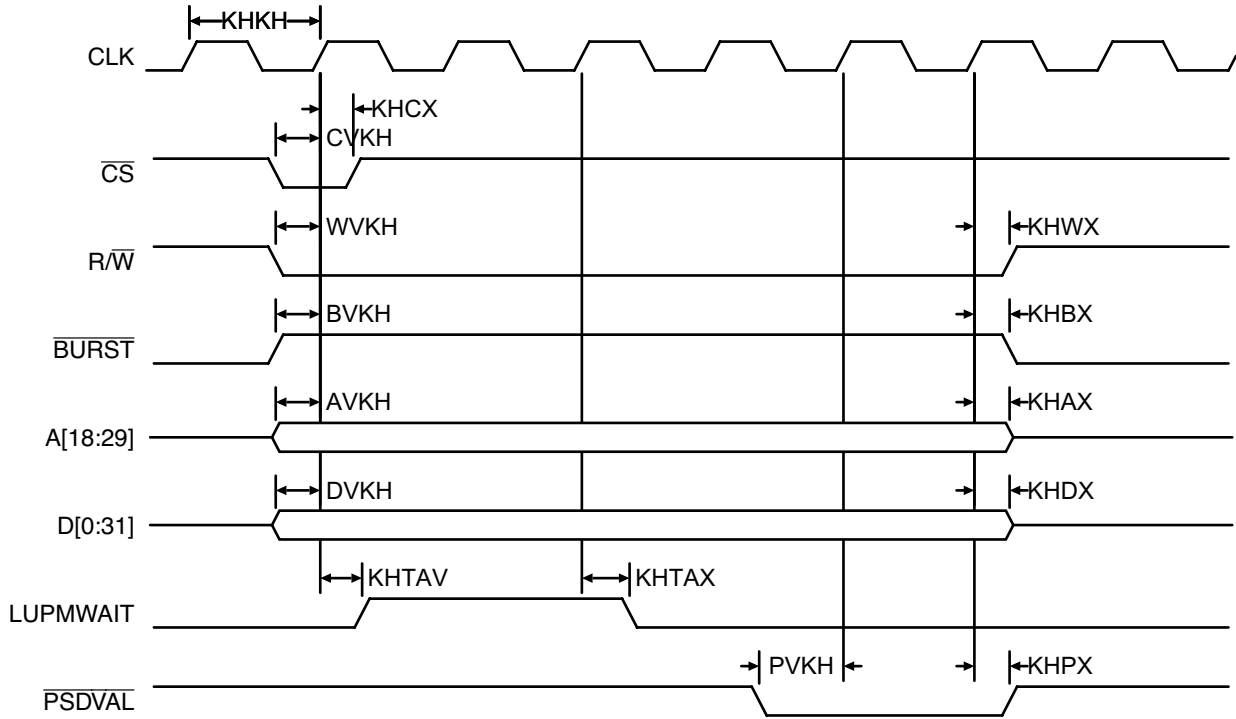 KHKH
CLK
KHCX
CVKH
CS
WVKH
KHWX
R/W
BVKH
KHBX
BURST
AVKH
KHAX
A[18:29]
DVKH
KHDX
D[0:31]
KHTAV
KHTAX
LUPMWAIT
PVKH
KHPX
PSDVAL